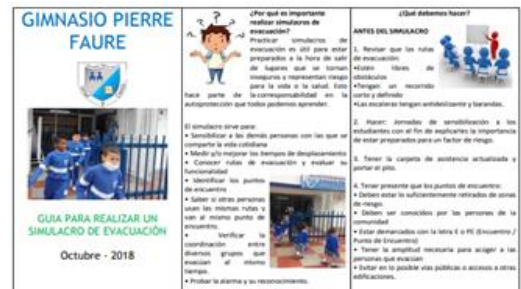 GIMNASIO PIERRE
FAURE
GUIA PARA REALIZAR UN
SIMULACRO DE EVACUACIÓN
Octubre - 2018
¿Por qué es importante
realizar simulacros de
evacuación?
Practicar simulacros de
evacuación es útil para estar
preparados a la hora de salir
de lugares que se tornan
inseguros y representan riesgo
para la vida o la salud. Esto
hace parte de la corresponsabilidad en la
autoprotección que todos podemos aprender.
El simulacro sirve para:
• Sensibilizar a las demás personas con las que se
comparte la vida cotidiana
• Medir y/o mejorar los tiempos de desplazamiento
• Conocer rutas de evacuación y evaluar su
funcionalidad
• Identificar los puntos
de encuentro
• Saber si otras personas
usan las mismas rutas y
van al mismo punto de
encuentro.
• Verificar la
coordinación entre
diversos grupos que
evacúan al mismo
tiempo.
• Probar la alarma y su reconocimiento.
¿Qué debemos hacer?
ANTES DEL SIMULACRO
1. Revisar que las rutas
de evacuación:
•Estén libres de
obstáculos
•Tengan un recorrido
corto y definido
•Las escaleras tengan antideslizante y barandas.
2. Hacer: Jornadas de sensibilización a los
estudiantes con el fin de explicarles la importancia
de estar preparados para un factor de riesgo.
3. Tener la carpeta de asistencia actualizada y
portar el pito.
4. Tener presente que los puntos de encuentro:
• Deben estar lo suficientemente retirados de zonas
de riesgo.
• Deben ser conocidos por las personas de la
comunidad
• Estar demarcados con la letra E o PE (Encuentro /
Punto de Encuentro)
• Tener la amplitud necesaria para acoger a las
personas que evacúan
• Evitar en lo posible vías públicas o accesos a otras
edificaciones.